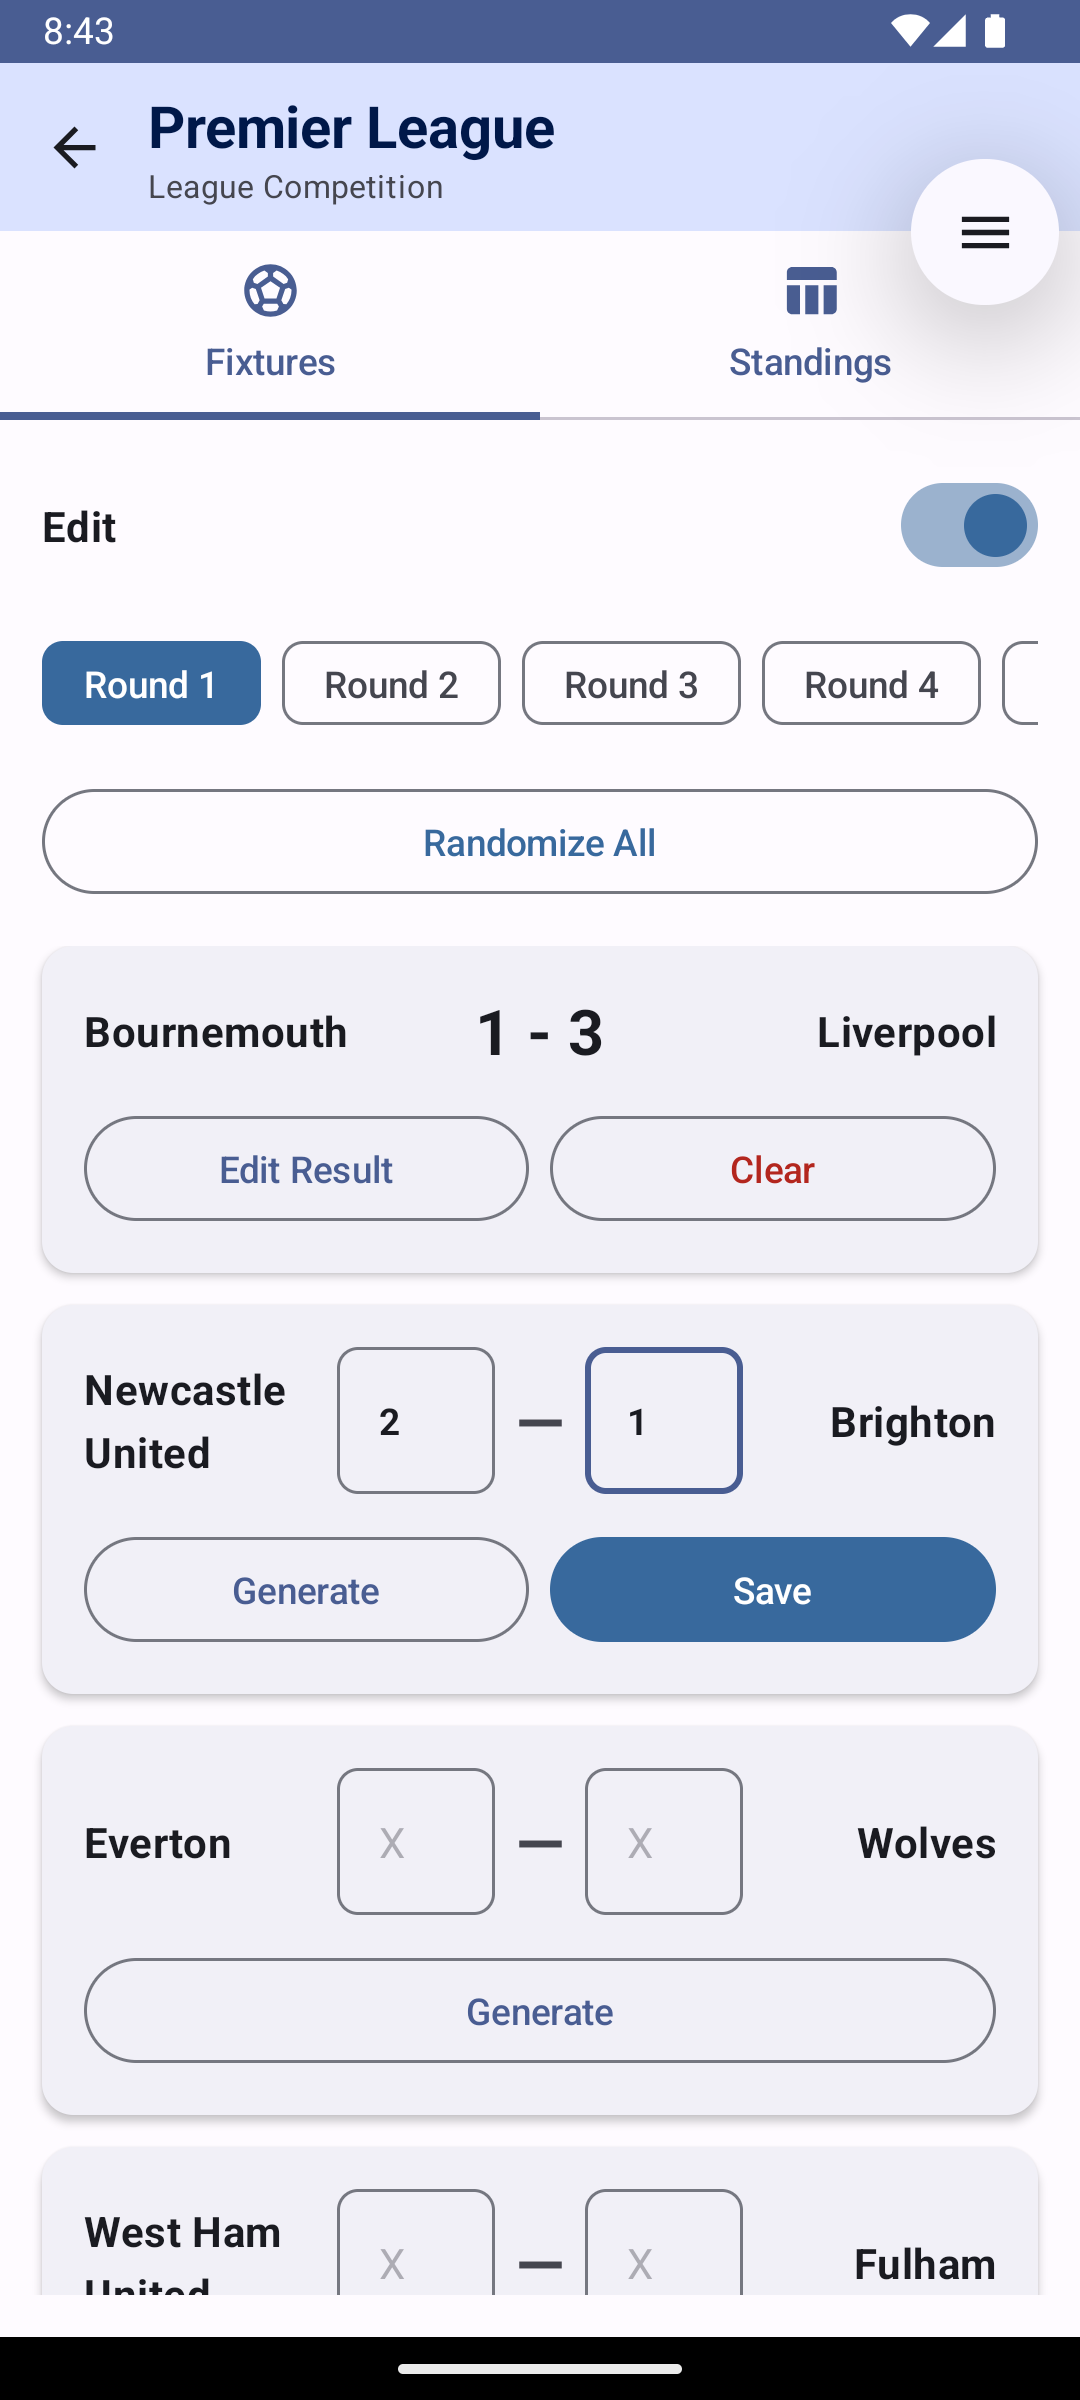 8:43
Premier League
League Competition
Fixtures
Standings
Edit
Round 1
Round 2
Round 3
Round 4
Randomize All
Bournemouth
1 - 3
Liverpool
Edit Result
Clear
Newcastle
United
2
—
1
Brighton
Generate
Save
Everton
X
—
X
Wolves
Generate
West Ham
United
X
—
X
Fulham